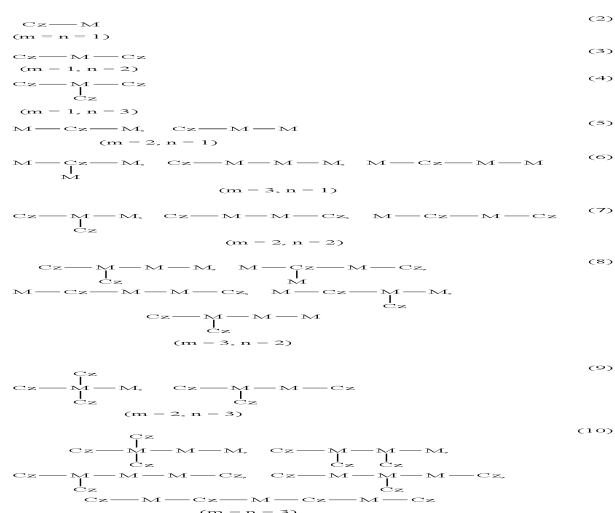 Cz — M (2)
(m = n = 1)
Cz — M — Cz (3)
(m = 1, n = 2)
Cz — M — Cz (4)
Cz
(m = 1, n = 3)
M — Cz — M, Cz — M — M (5)
(m = 2, n = 1)
M — Cz — M, Cz — M — M — M, M — Cz — M — M (6)
M
(m = 3, n = 1)
Cz — M — M, Cz — M — M — Cz, M — Cz — M — Cz (7)
Cz
(m = 2, n = 2)
(8)
Cz — M — M — M, M — Cz — M — Cz,
Cz M
M — Cz — M — M — Cz, M — Cz — M — M,
Cz
Cz — M — M — M
Cz
(m = 3, n = 2)
(9)
Cz
Cz — M — M, Cz — M — M — Cz
Cz Cz
(m = 2, n = 3)
(10)
Cz
Cz — M — M — M, Cz — M — M — M,
Cz Cz Cz
Cz — M — M — M — Cz, Cz — M — M — M — Cz,
Cz Cz
Cz — M — Cz — M — Cz — M — Cz
(m = n = 3)